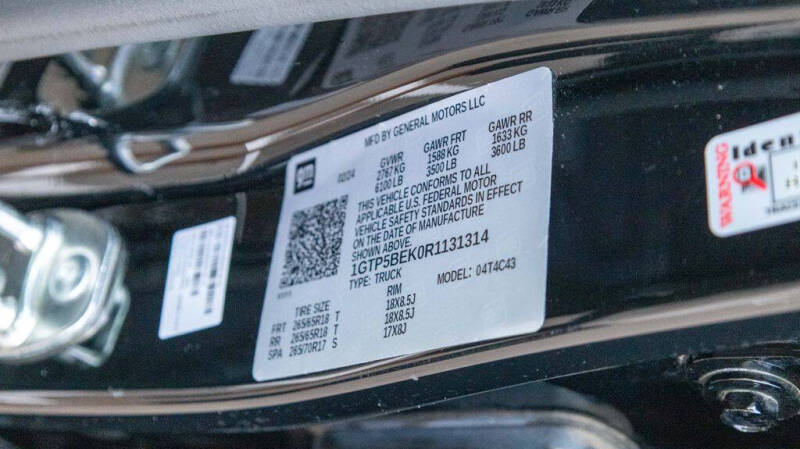 MFD BY GENERAL MOTORS LLC
gm
02/24
GVWR
2767 KG
6100 LB
GAWR FRT
1588 KG
3500 LB
GAWR RR
1633 KG
3600 LB
THIS VEHICLE CONFORMS TO ALL
APPLICABLE U.S. FEDERAL MOTOR
VEHICLE SAFETY STANDARDS IN EFFECT
ON THE DATE OF MANUFACTURE
SHOWN ABOVE.
1GTP5BEK0R1131314
TYPE: TRUCK
MODEL: 04T4C43
TIRE SIZE RIM
FRT 265/65R18 T 18X8.5J
RR 265/65R18 T 18X8.5J
SPA 265/70R17 S 17X8J
WARNING
Iden